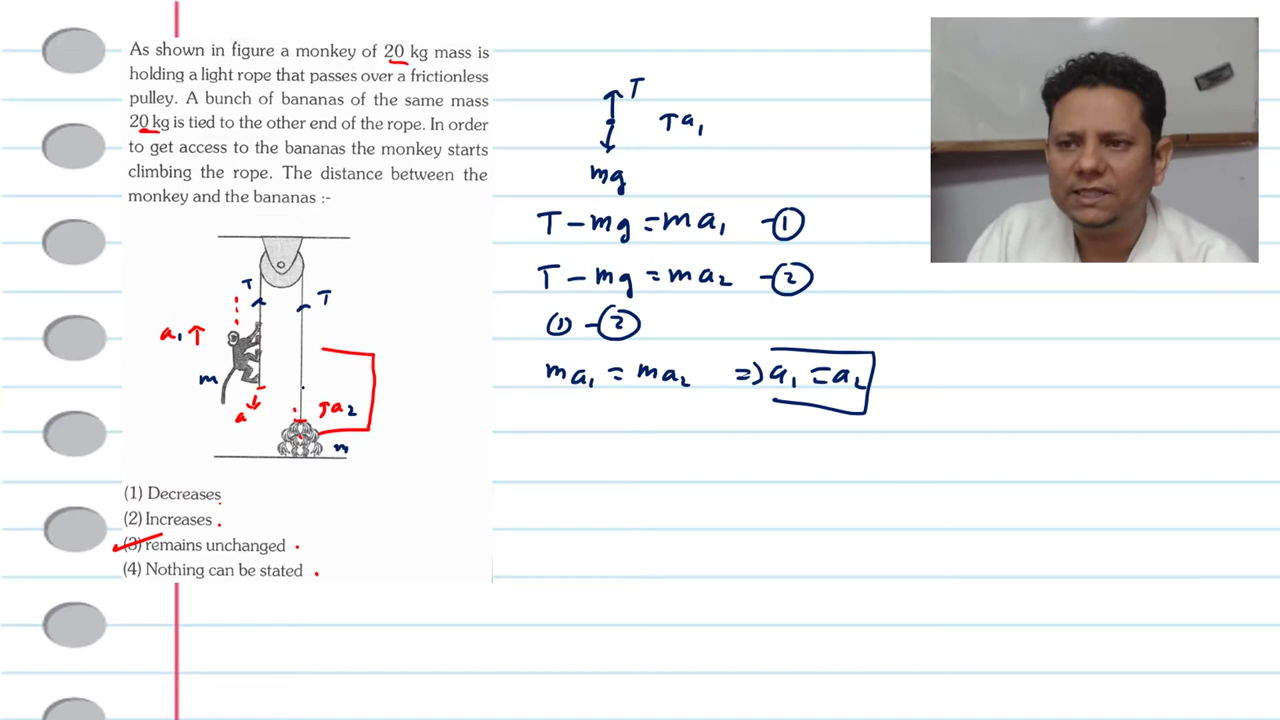 As shown in figure a monkey of 20 kg mass is
holding a light rope that passes over a frictionless
pulley. A bunch of bananas of the same mass
20 kg is tied to the other end of the rope. In order
to get access to the bananas the monkey starts
climbing the rope. The distance between the
monkey and the bananas :-
T
T
a₁ ↑
m
a
↑a₂
m
(1) Decreases
(2) Increases
(3) remains unchanged
(4) Nothing can be stated
T
↑a₁
mg
T – mg = ma₁ –①
T – mg = ma₂ –②
① – ②
ma₁ = ma₂ ⇒ a₁ = a₂